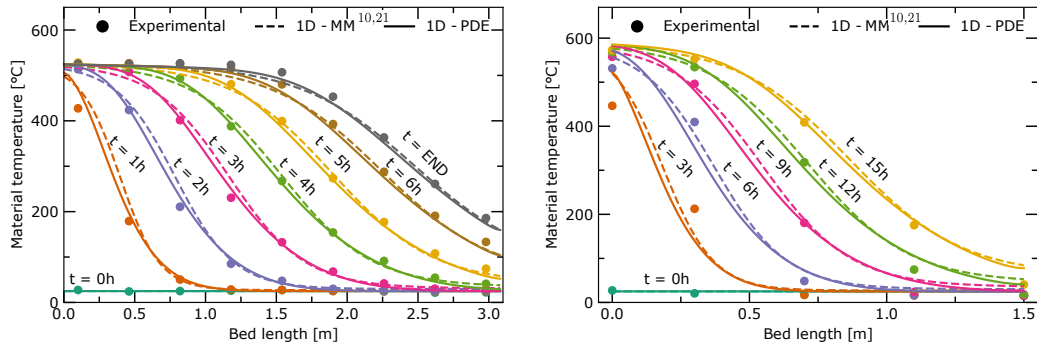 Experimental 1D - MM 10,21 1D - PDE
Material temperature [°C]
600
400
200
0
t = 0h
t = 1h
t = 2h
t = 3h
t = 4h
t = 5h
t = 6h
t = END
0.0 0.5 1.0 1.5 2.0 2.5 3.0
Bed length [m]
Experimental 1D - MM 10,21 1D - PDE
Material temperature [°C]
600
400
200
0
t = 0h
t = 3h
t = 6h
t = 9h
t = 12h
t = 15h
0.0 0.5 1.0 1.5
Bed length [m]